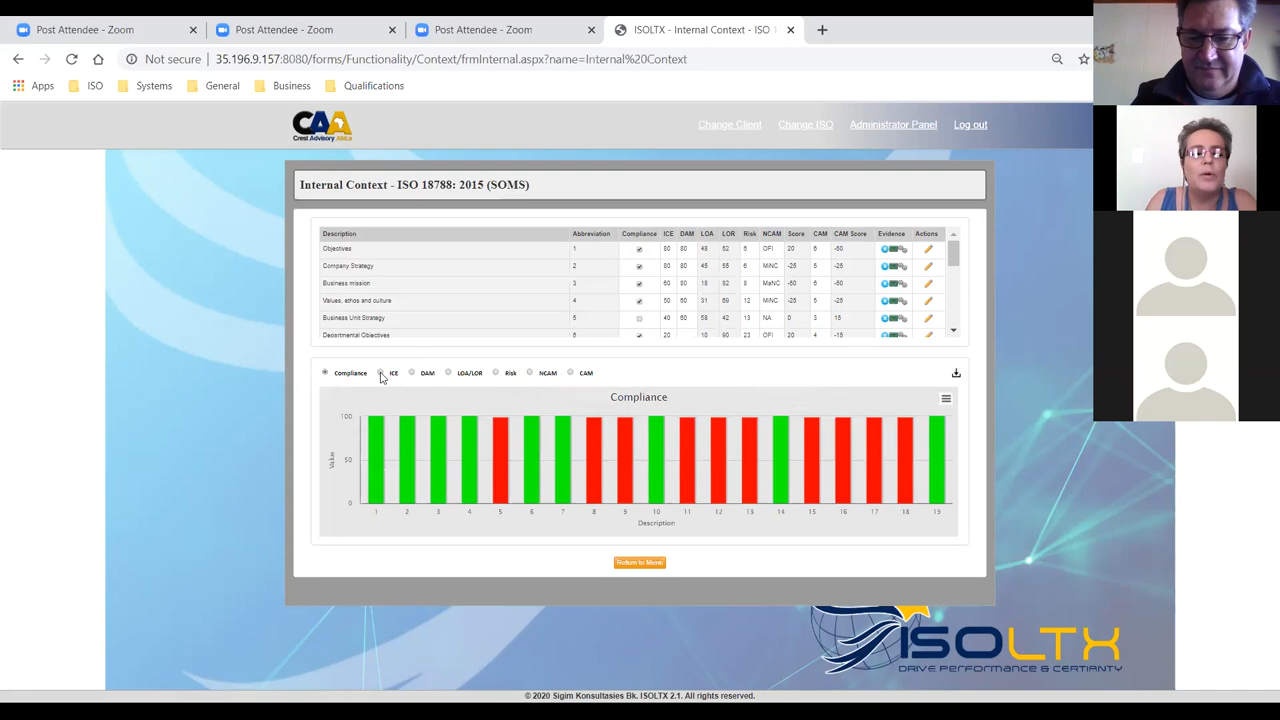 Post Attendee - Zoom
Post Attendee - Zoom
Post Attendee - Zoom
ISOLTX - Internal Context - ISO
Not secure 35.196.9.157:8080/forms/Functionality/Context/frmInternal.aspx?name=Internal%20Context
Apps ISO Systems General Business Qualifications
CAA
Crest Advisory Africa
Change Client Change ISO Administrator Panel Log out
Internal Context - ISO 18788: 2015 (SOMS)
Description Abbreviation Compliance ICE DAM LOA LOR Risk NCAM Score CAM CAM Score Evidence Actions
Objectives 1 80 80 48 52 6 OFI 20 6 -50
Company Strategy 2 80 80 45 55 6 MiNC -25 5 -25
Business mission 3 60 80 18 82 8 MaNC -50 6 -50
Values, ethos and culture 4 50 60 31 69 12 MiNC -25 6 -25
Business Unit Strategy 5 40 60 58 42 13 NA 0 3 15
Departmental Objectives 6 20 10 90 23 OFI 20 4 -15
Compliance ICE DAM LOA/LOR Risk NCAM CAM
Compliance
100
50
0
Value
1 2 3 4 5 6 7 8 9 10 11 12 13 14 15 16 17 18 19
Description
Return to Menu
ISOLTX
DRIVE PERFORMANCE & CERTIANTY
© 2020 Sigim Konsultasies Bk. ISOLTX 2.1. All rights reserved.